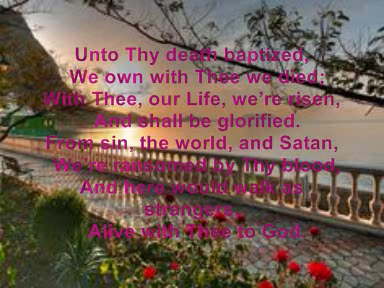 Unto Thy death baptized,
We own with Thee we died;
With Thee, our Life, we're risen,
And shall be glorified.
From sin, the world, and Satan,
We're ransomed by Thy blood,
And here would walk as
strangers,
Alive with Thee to God.